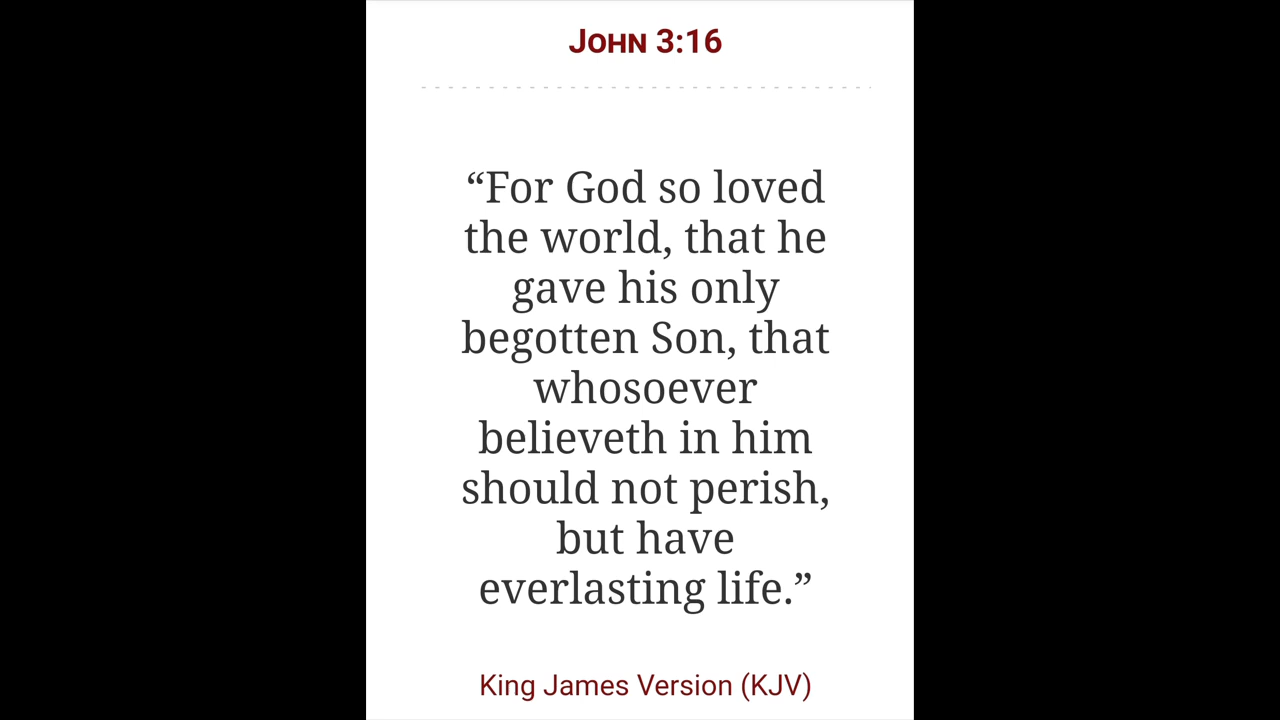 John 3:16
“For God so loved
the world, that he
gave his only
begotten Son, that
whosoever
believeth in him
should not perish,
but have
everlasting life.”
King James Version (KJV)